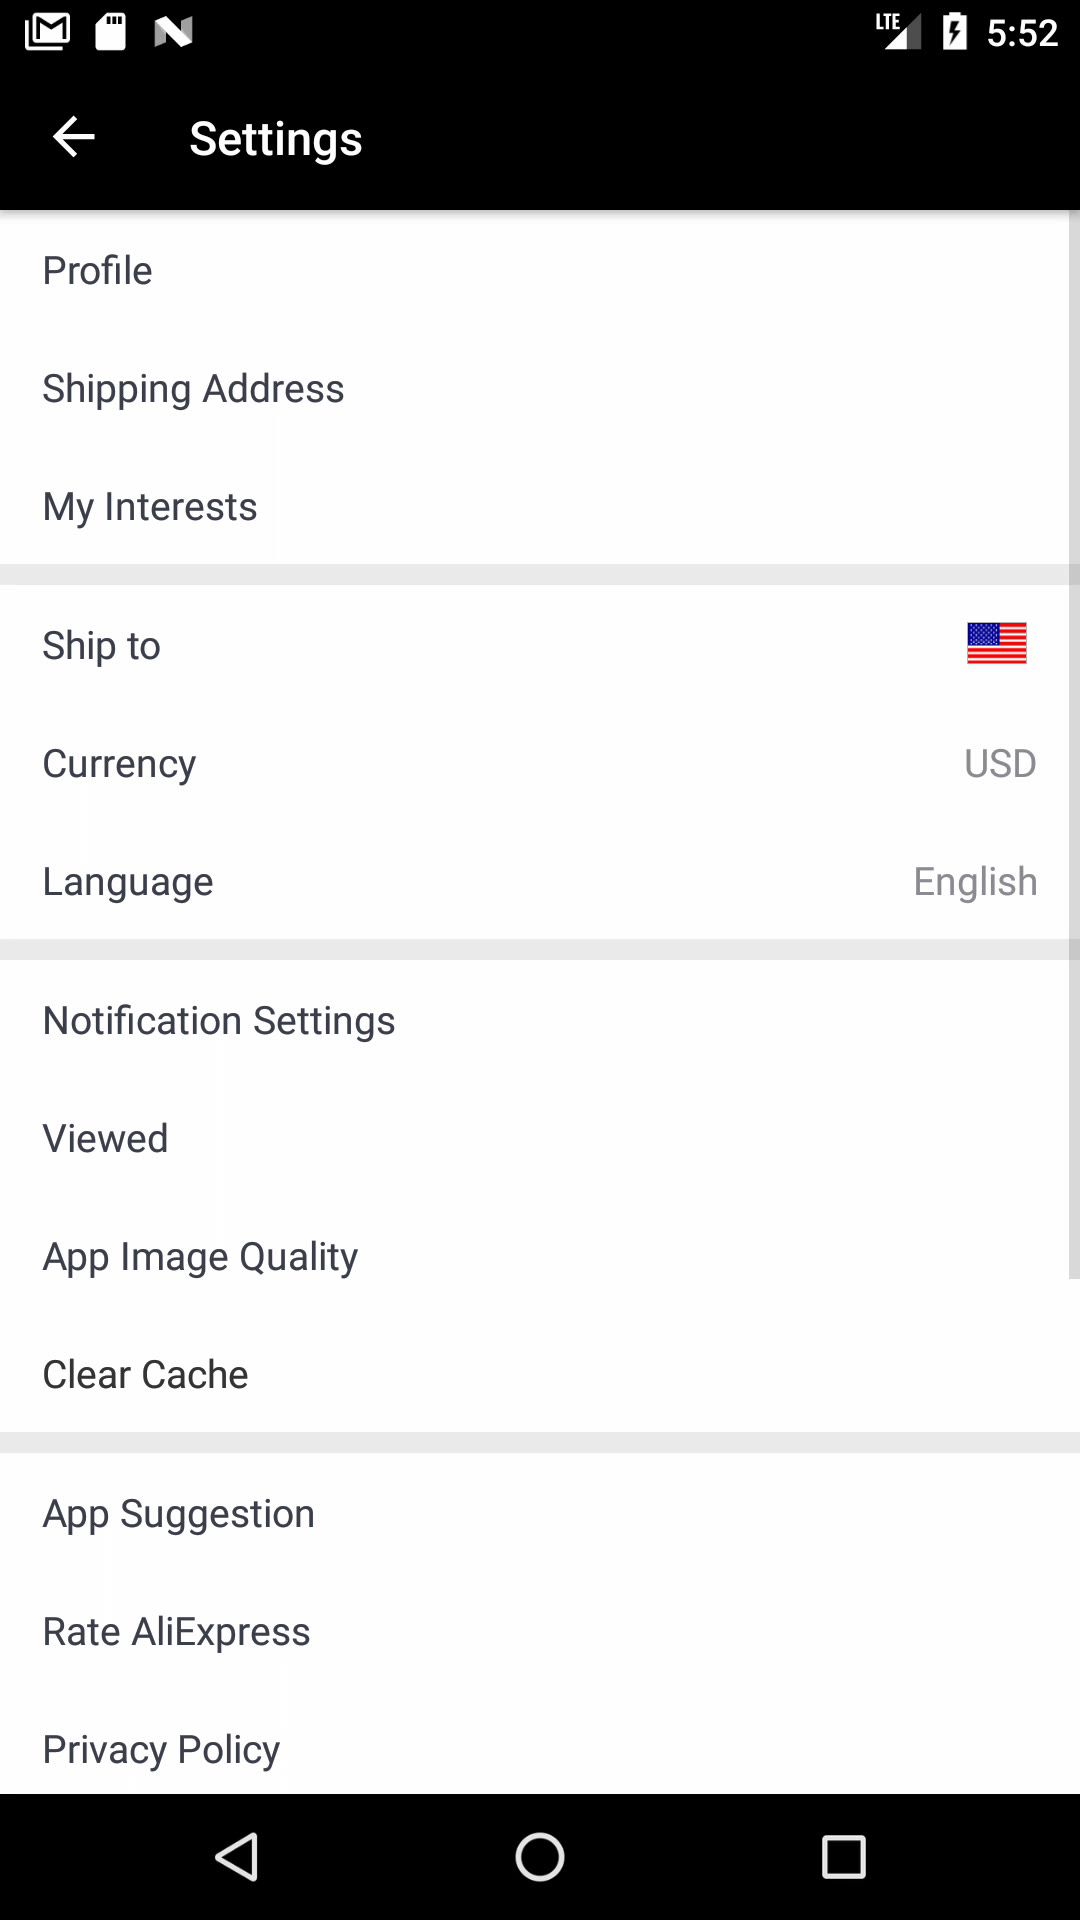 LTE 5:52
Settings
Profile
Shipping Address
My Interests
Ship to
Currency USD
Language English
Notification Settings
Viewed
App Image Quality
Clear Cache
App Suggestion
Rate AliExpress
Privacy Policy